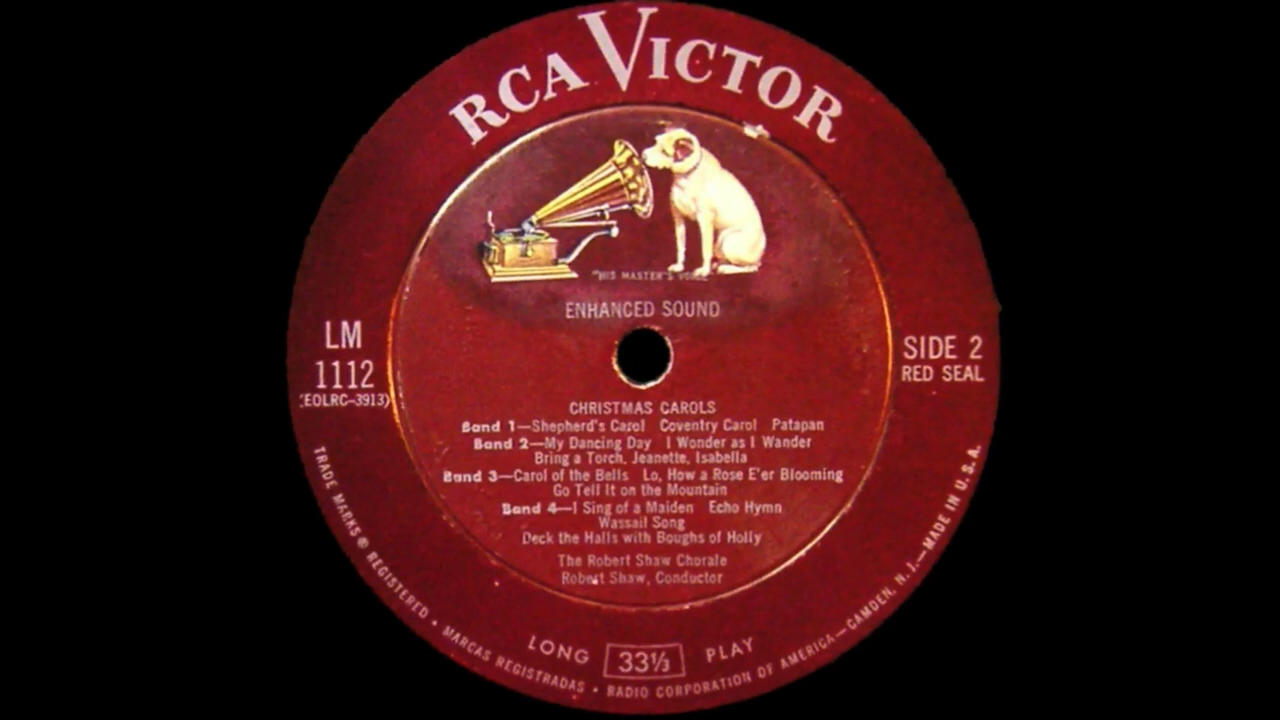 RCA VICTOR
"HIS MASTER'S VOICE"
ENHANCED SOUND
LM
1112
(EOLRC-3913)
SIDE 2
RED SEAL
CHRISTMAS CAROLS
Band 1—Shepherd's Carol Coventry Carol Patapan
Band 2—My Dancing Day I Wonder as I Wander
Bring a Torch, Jeanette, Isabella
Band 3—Carol of the Bells Lo, How a Rose E'er Blooming
Go Tell It on the Mountain
Band 4—I Sing of a Maiden Echo Hymn
Wassail Song
Deck the Halls with Boughs of Holly
The Robert Shaw Chorale
Robert Shaw, Conductor
LONG 33⅓ PLAY
TRADE MARKS ® REGISTERED • MARCAS REGISTRADAS • RADIO CORPORATION OF AMERICA—CAMDEN, N. J.—MADE IN U. S. A.